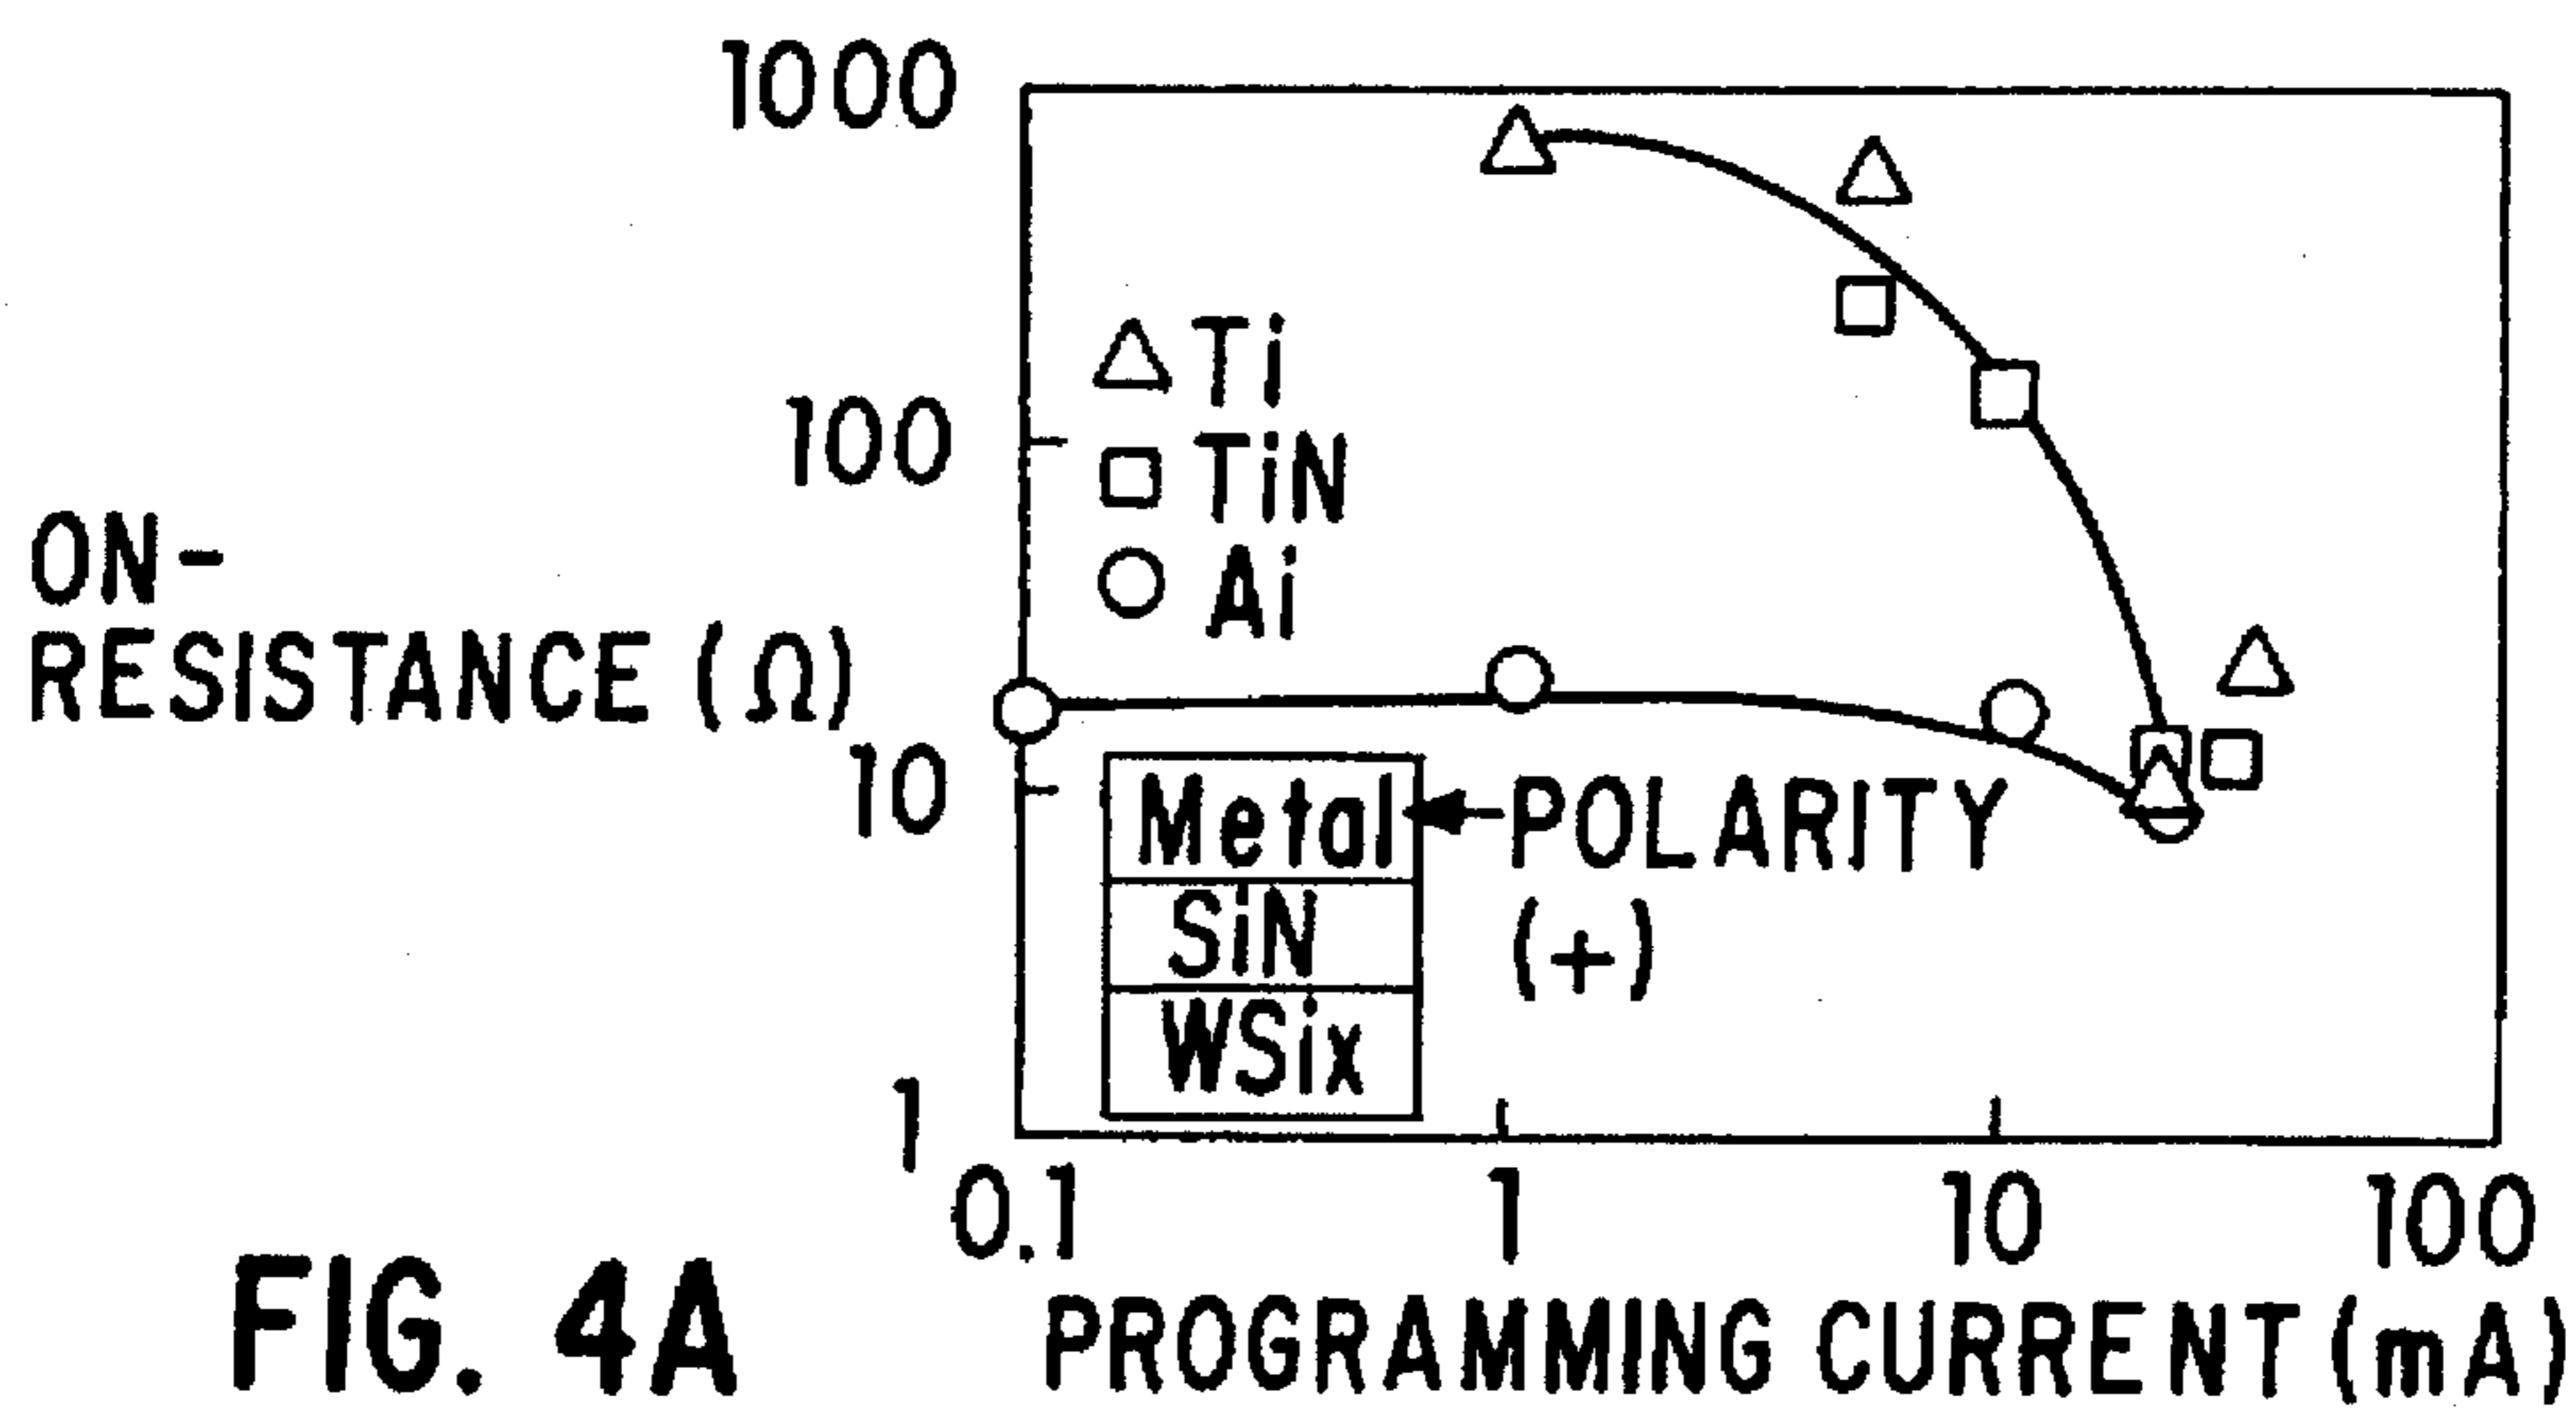 1000
100
10
1
ON-
RESISTANCE (Ω)
Ti
TiN
Ai
Metal
SiN
WSix
POLARITY
(+)
0.1 1 10 100
PROGRAMMING CURRENT (mA)
FIG. 4A